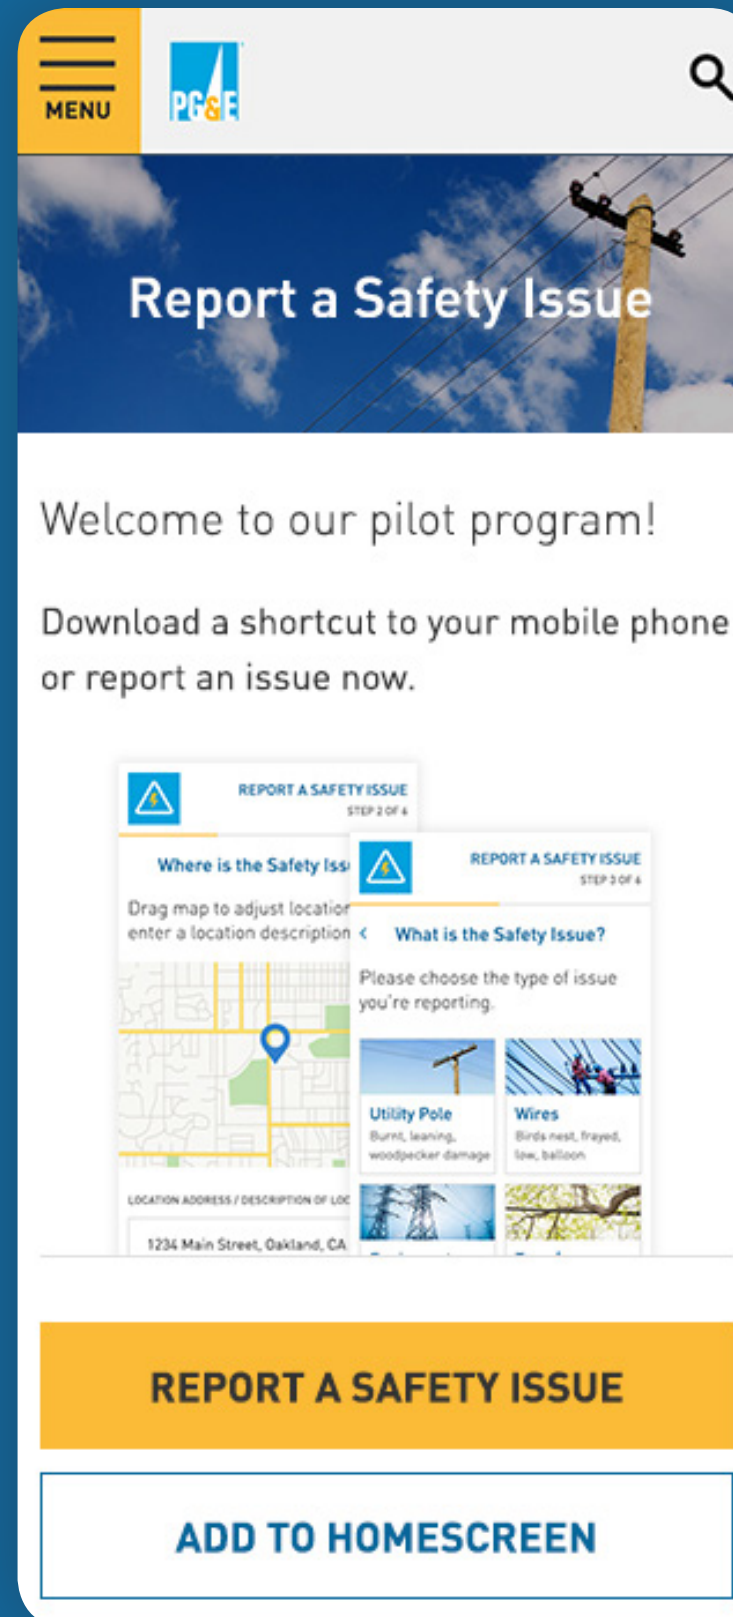 MENU
PG&E
Report a Safety Issue
Welcome to our pilot program!
Download a shortcut to your mobile phone
or report an issue now.
REPORT A SAFETY ISSUE
STEP 2 OF 6
Where is the Safety Iss
Drag map to adjust location
enter a location description
LOCATION ADDRESS / DESCRIPTION OF LOC
1234 Main Street, Oakland, CA
REPORT A SAFETY ISSUE
STEP 3 OF 6
What is the Safety Issue?
Please choose the type of issue
you're reporting.
Utility Pole
Burnt, leaning,
woodpecker damage
Wires
Birds nest, frayed,
low, balloon
REPORT A SAFETY ISSUE
ADD TO HOMESCREEN